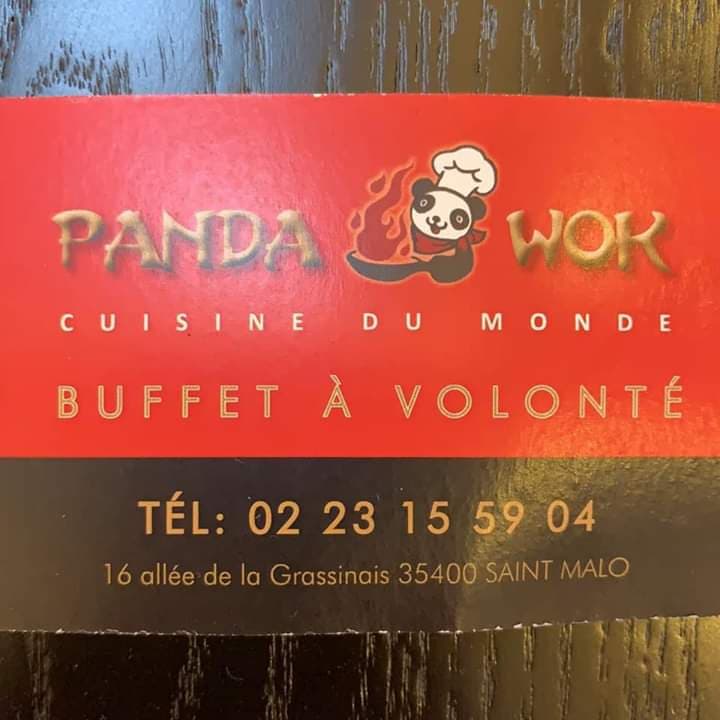 PANDA WOK
CUISINE DU MONDE
BUFFET À VOLONTÉ
TÉL: 02 23 15 59 04
16 allée de la Grassinais 35400 SAINT MALO